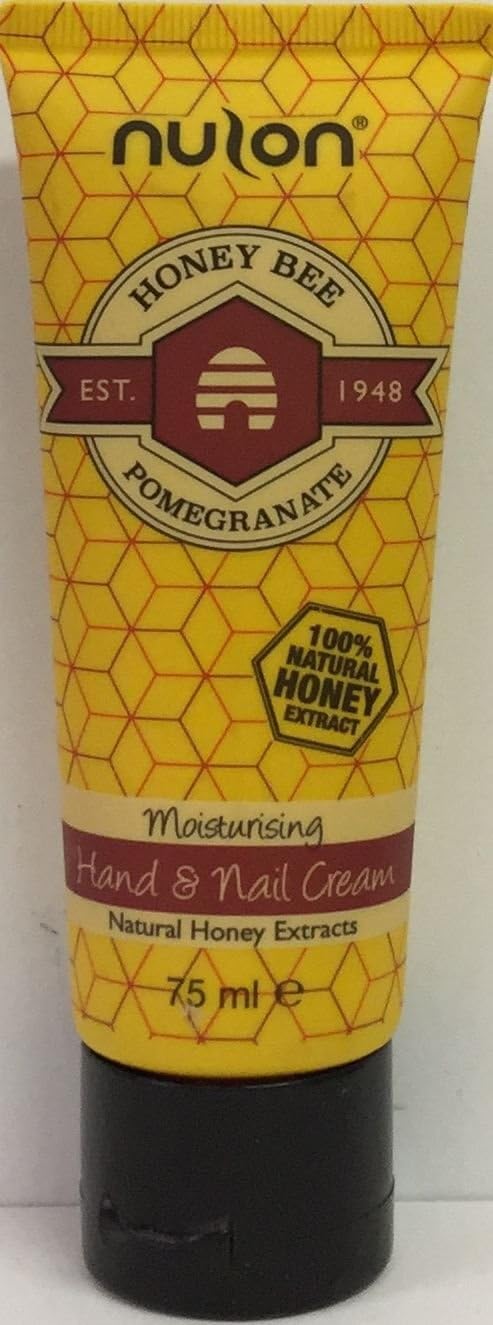 nulon®
HONEY BEE
EST. 1948
POMEGRANATE
100%
NATURAL
HONEY
EXTRACT
Moisturising
Hand & Nail Cream
Natural Honey Extracts
75 ml ℮